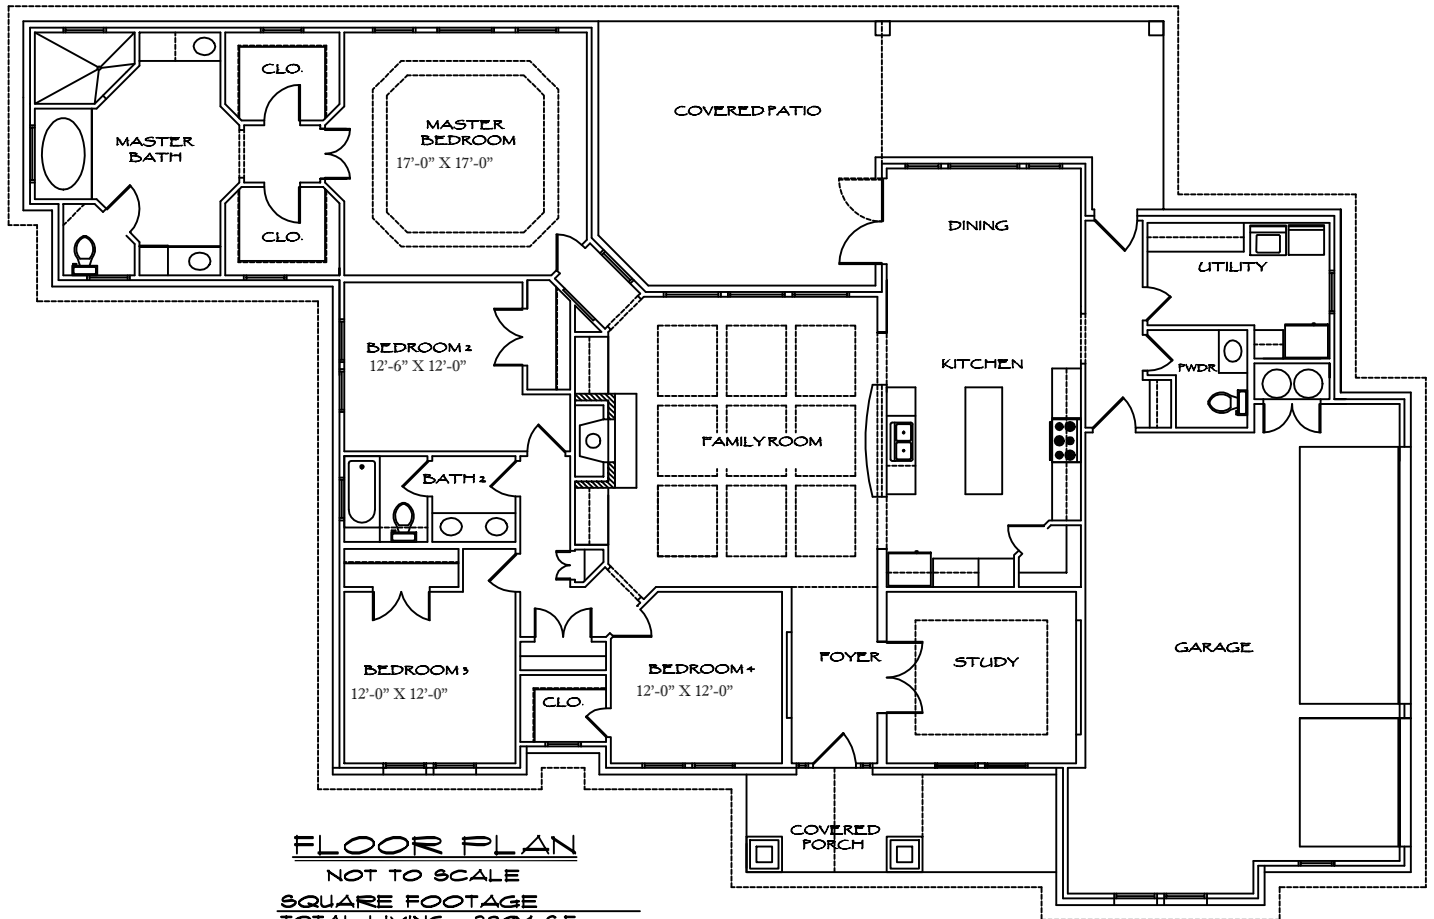 CLO.
COVERED PATIO
MASTER
BEDROOM
17'-0" X 17'-0"
MASTER
BATH
CLO.
DINING
UTILITY
BEDROOM 2
12'-6" X 12'-0"
KITCHEN
PWDR
FAMILY ROOM
BATH 2
GARAGE
FOYER
STUDY
BEDROOM 3
12'-0" X 12'-0"
BEDROOM 4
12'-0" X 12'-0"
CLO.
COVERED
PORCH
FLOOR PLAN
NOT TO SCALE
SQUARE FOOTAGE
TOTAL LIVING